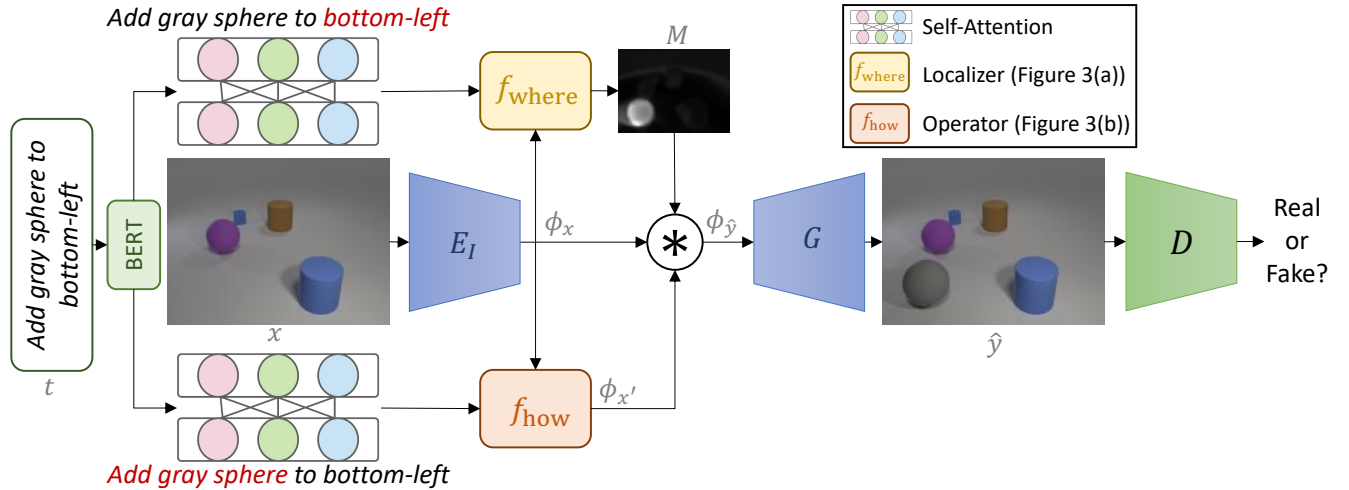 Add gray sphere to bottom-left
M
Self-Attention
f_where
Localizer (Figure 3(a))
f_how
Operator (Figure 3(b))
f_where
Add gray sphere to
bottom-left
BERT
E_I
ϕ_x
*
ϕ_ŷ
G
D
Real
or
Fake?
t
x
ŷ
f_how
ϕ_x'
Add gray sphere to bottom-left